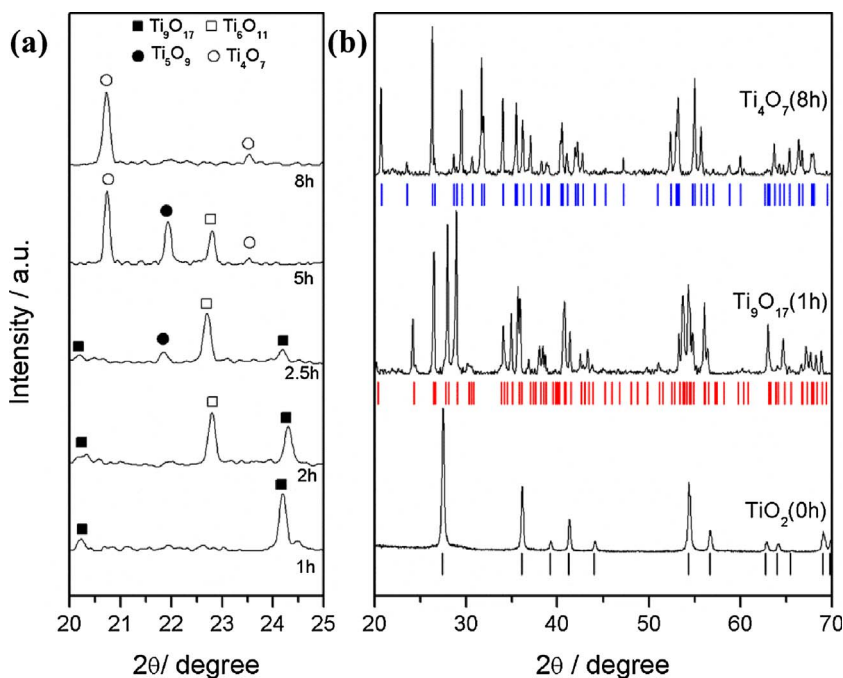 (a)
■ Ti₉O₁₇ □ Ti₆O₁₁
● Ti₅O₉ ○ Ti₄O₇
8h
5h
2.5h
2h
1h
Intensity / a.u.
20 21 22 23 24 25
2θ/ degree
(b)
Ti₄O₇(8h)
Ti₉O₁₇(1h)
TiO₂(0h)
20 30 40 50 60 70
2θ / degree